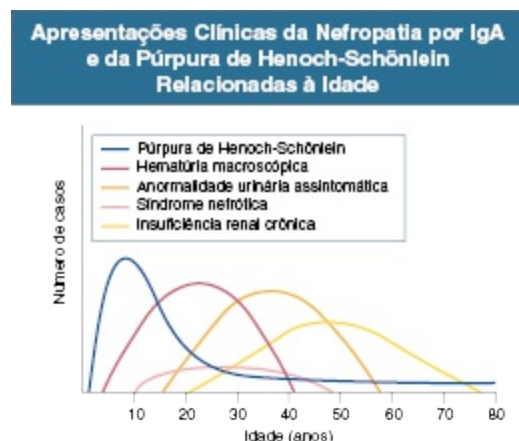 Apresentações Clínicas da Nefropatia por IgA
e da Púrpura de Henoch-Schönlein
Relacionadas à Idade
Púrpura de Henoch-Schönlein
Hematúria macroscópica
Anormalidade urinária assintomática
Síndrome nefrótica
Insuficiência renal crônica
Número de casos
10 20 30 40 50 60 70 80
Idade (anos)